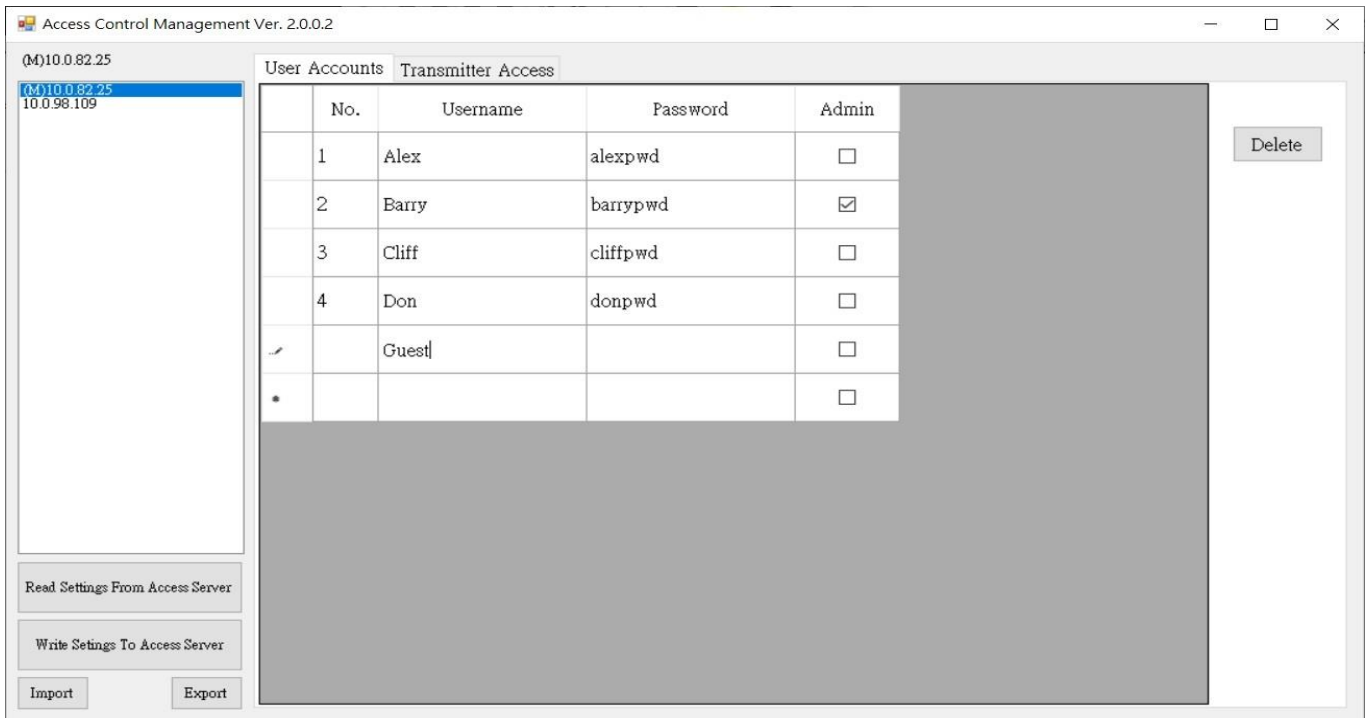 Access Control Management Ver. 2.0.0.2
(M)10.0.82.25
(M)10.0.82.25
10.0.98.109
Read Settings From Access Server
Write Setings To Access Server
Import Export
User Accounts Transmitter Access
No. Username Password Admin
1 Alex alexpwd
2 Barry barrypwd
3 Cliff cliffpwd
4 Don donpwd
Guest
Delete